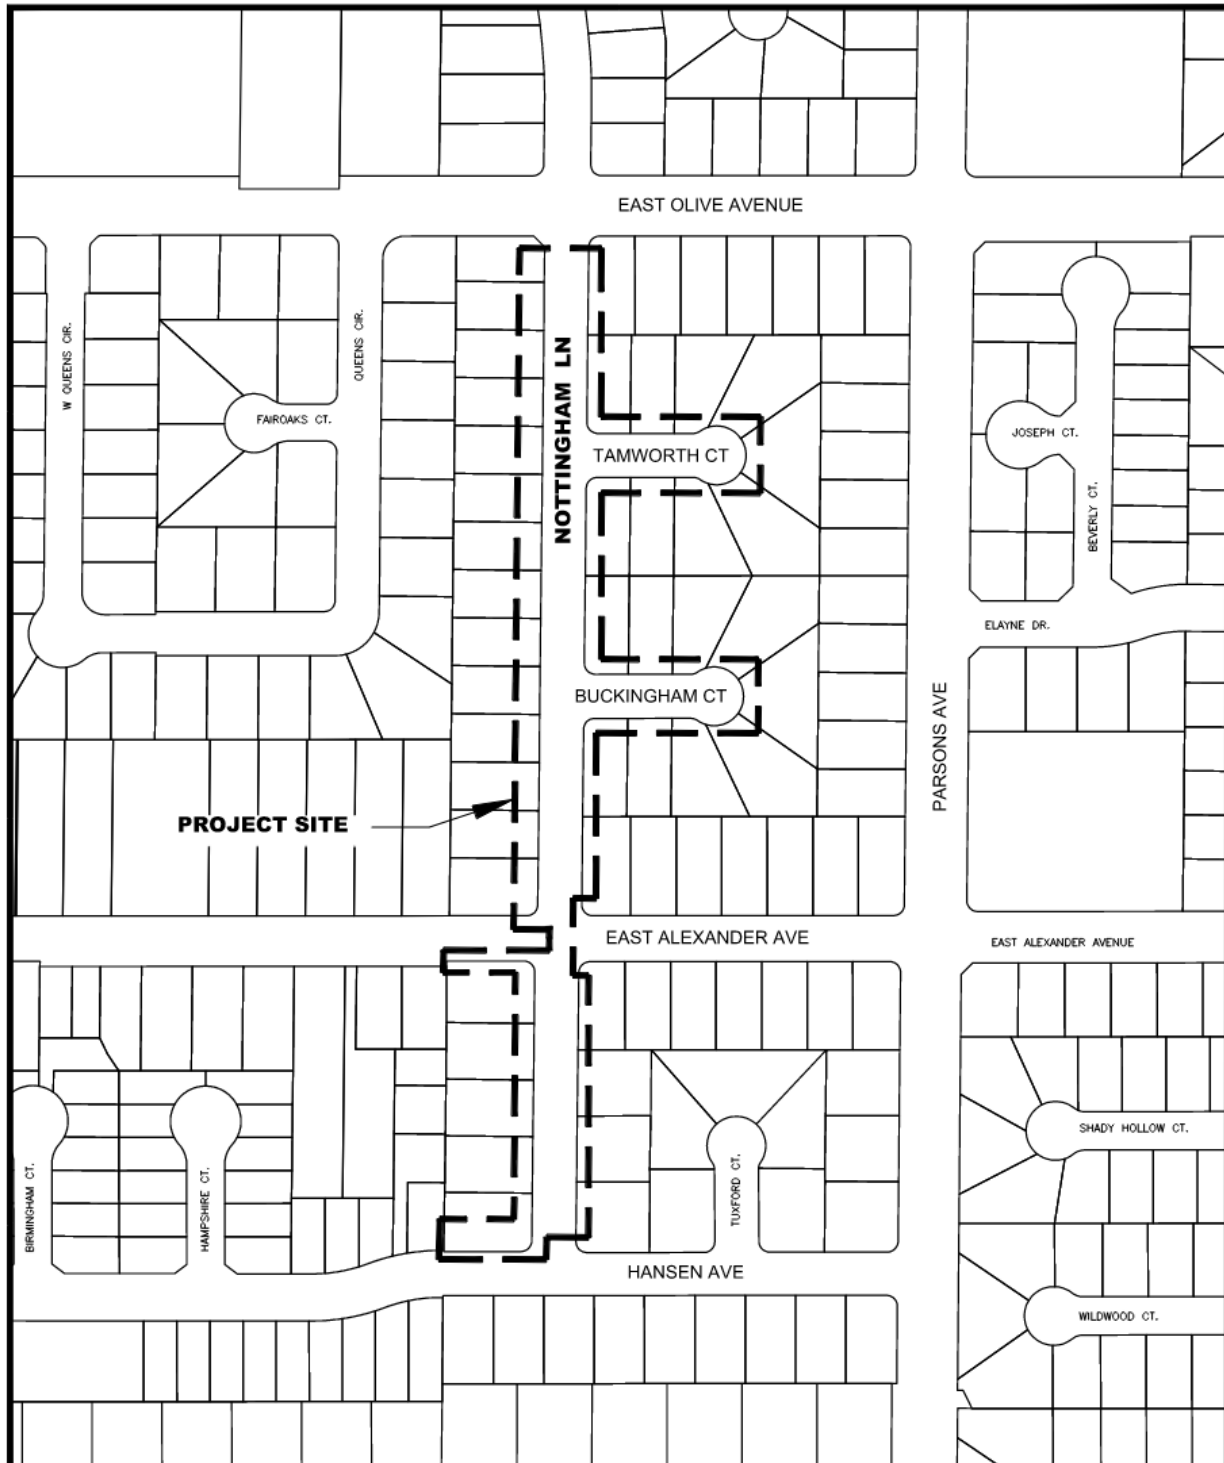 EAST OLIVE AVENUE
W QUEENS CIR.
QUEENS CIR.
NOTTINGHAM LN
FAIROAKS CT.
TAMWORTH CT
JOSEPH CT.
BEVERLY CT.
ELAYNE DR.
BUCKINGHAM CT
PARSONS AVE
PROJECT SITE
EAST ALEXANDER AVE
EAST ALEXANDER AVENUE
SHADY HOLLOW CT.
BIRMINGHAM CT.
HAMPSHIRE CT.
TUXFORD CT.
HANSEN AVE
WILDWOOD CT.